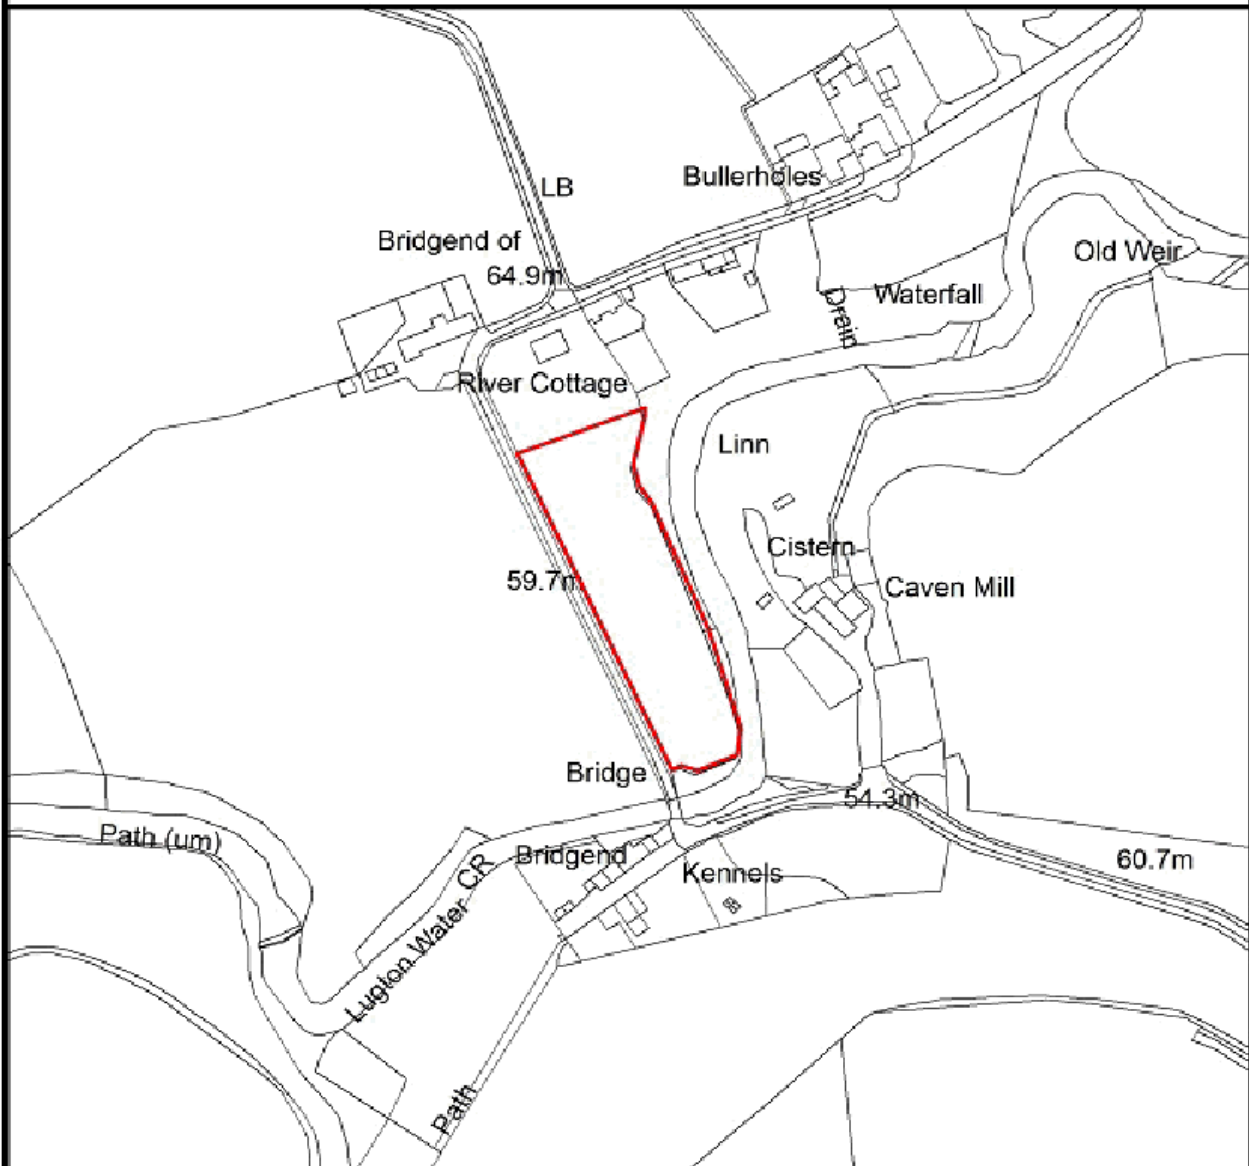 LB
Bullerholes
Bridgend of
64.9m
Old Weir
Waterfall
Drain
River Cottage
Linn
Cistern
59.7m
Caven Mill
Bridge
54.3m
Path (um)
Bridgend
CR
Kennels
60.7m
Lugton Water
Path